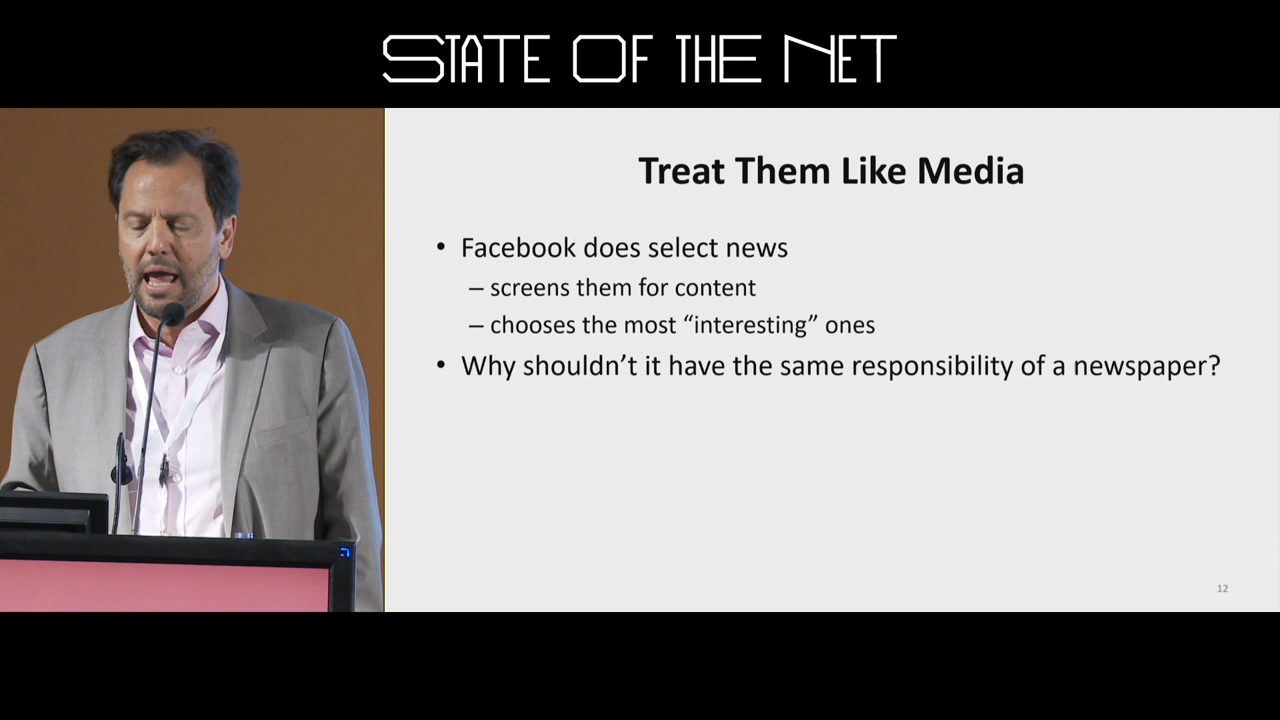 STATE OF THE NET
Treat Them Like Media
• Facebook does select news
– screens them for content
– chooses the most “interesting” ones
• Why shouldn’t it have the same responsibility of a newspaper?
12